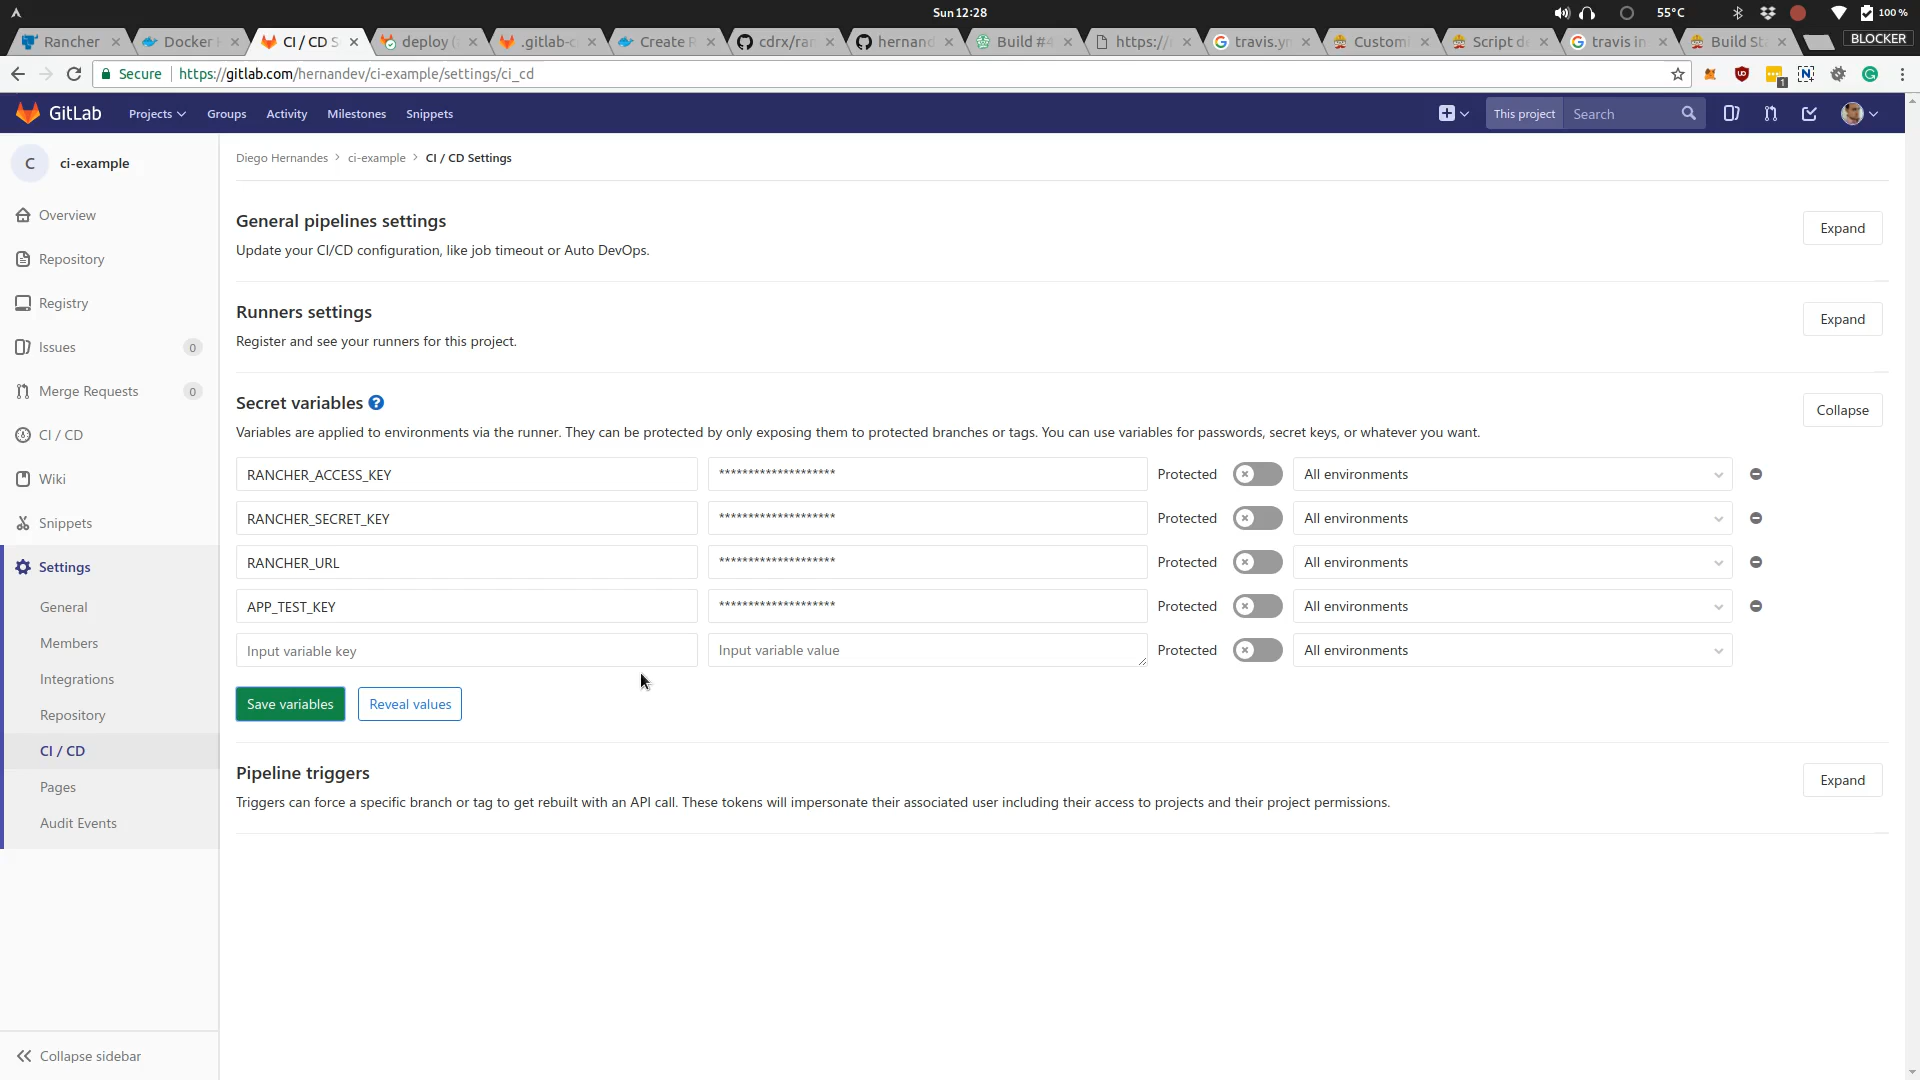 Sun 12:28
55°C
100 %
Rancher
Docker
CI / CD S
deploy (
.gitlab-c
Create R
cdrx/ran
hernand
Build #4
https://
travis.ym
Customi
Script de
travis in
Build St
BLOCKER
Secure
https://gitlab.com/hernandev/ci-example/settings/ci_cd
1
GitLab
Projects
Groups
Activity
Milestones
Snippets
This project
Search
C
ci-example
Overview
Repository
Registry
Issues
0
Merge Requests
0
CI / CD
Wiki
Snippets
Settings
General
Members
Integrations
Repository
CI / CD
Pages
Audit Events
Collapse sidebar
Diego Hernandes > ci-example > CI / CD Settings
General pipelines settings
Expand
Update your CI/CD configuration, like job timeout or Auto DevOps.
Runners settings
Expand
Register and see your runners for this project.
Secret variables ?
Collapse
Variables are applied to environments via the runner. They can be protected by only exposing them to protected branches or tags. You can use variables for passwords, secret keys, or whatever you want.
RANCHER_ACCESS_KEY ******************** Protected All environments
RANCHER_SECRET_KEY ******************** Protected All environments
RANCHER_URL ******************** Protected All environments
APP_TEST_KEY ******************** Protected All environments
Input variable key Input variable value Protected All environments
Save variables
Reveal values
Pipeline triggers
Expand
Triggers can force a specific branch or tag to get rebuilt with an API call. These tokens will impersonate their associated user including their access to projects and their project permissions.